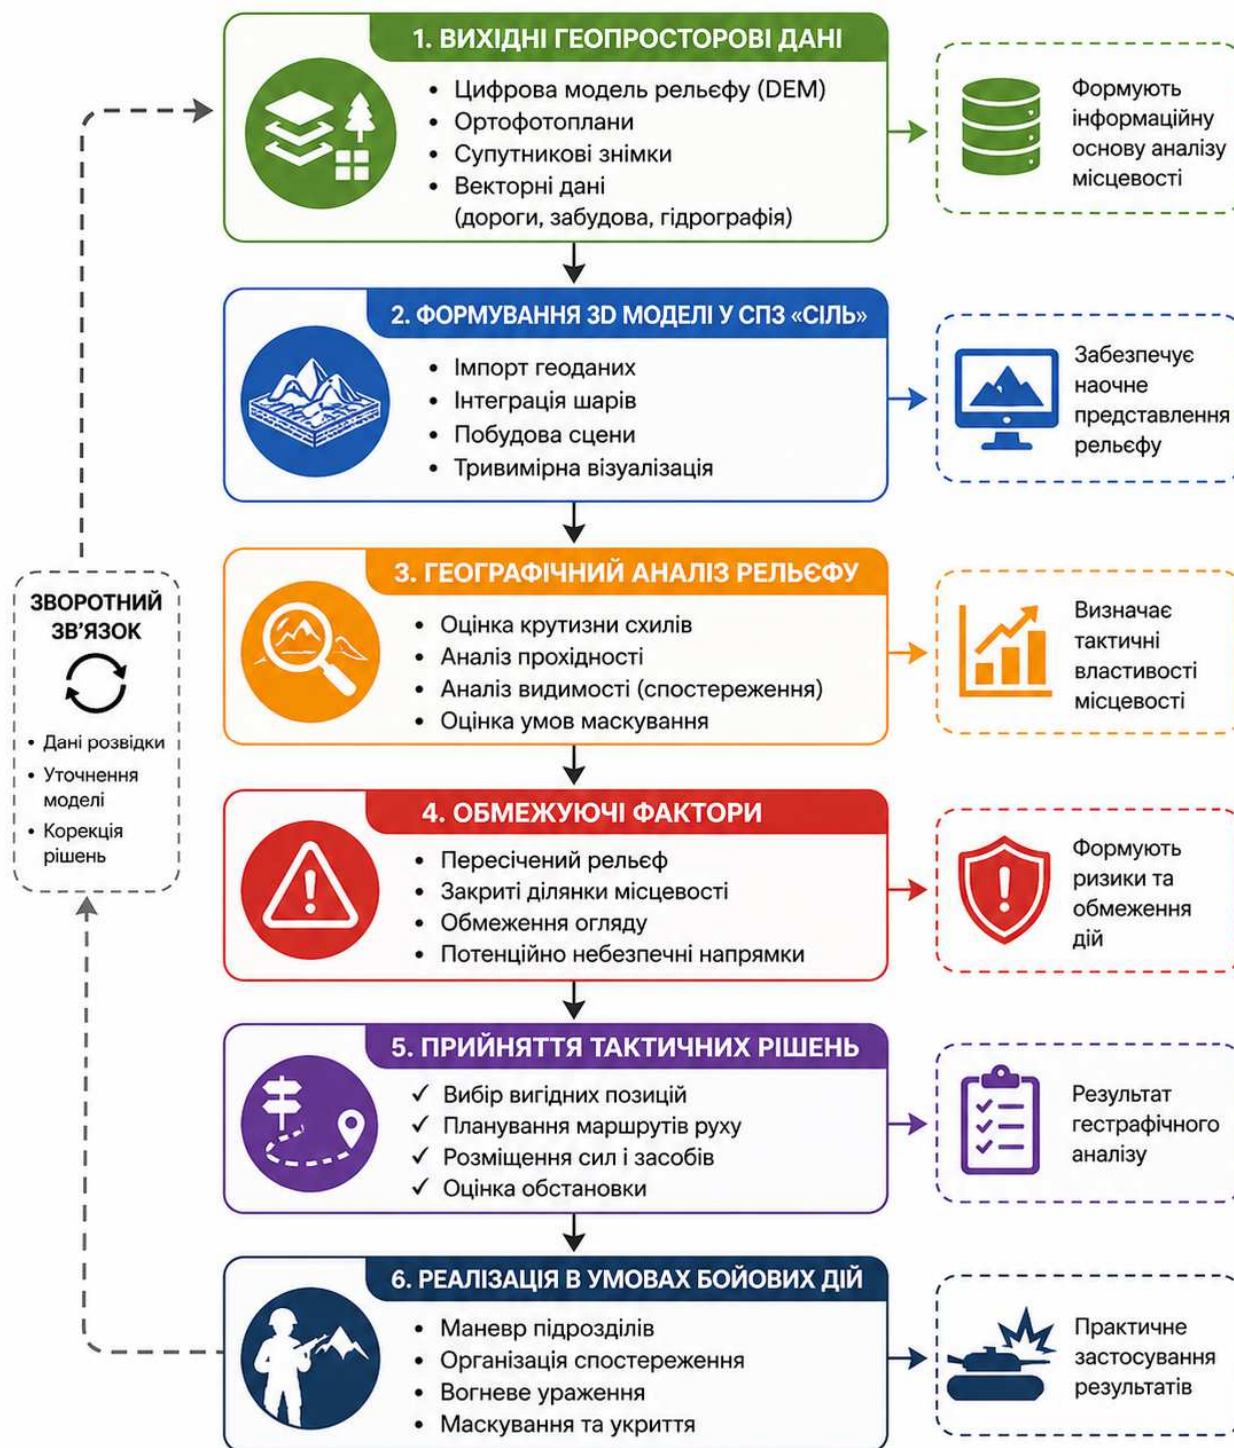 1. ВИХІДНІ ГЕОПРОСТОРОВІ ДАНІ
• Цифрова модель рельєфу (DEM)
• Ортофотоплани
• Супутникові знімки
• Векторні дані
(дороги, забудова, гідрографія)
Формують
інформаційну
основу аналізу
місцевості
2. ФОРМУВАННЯ 3D МОДЕЛІ У СПЗ «СІЛЬ»
• Імпорт геоданих
• Інтеграція шарів
• Побудова сцени
• Тривимірна візуалізація
Забезпечує
наочне
представлення
рельєфу
3. ГЕОГРАФІЧНИЙ АНАЛІЗ РЕЛЬЄФУ
• Оцінка крутизни схилів
• Аналіз прохідності
• Аналіз видимості (спостереження)
• Оцінка умов маскування
Визначає
тактичні
властивості
місцевості
ЗВОРОТНИЙ
ЗВ'ЯЗОК
• Дані розвідки
• Уточнення
моделі
• Корекція
рішень
4. ОБМЕЖУЮЧІ ФАКТОРИ
• Пересічений рельєф
• Закриті ділянки місцевості
• Обмеження огляду
• Потенційно небезпечні напрямки
Формують
ризики та
обмеження
дій
5. ПРИЙНЯТТЯ ТАКТИЧНИХ РІШЕНЬ
✓ Вибір вигідних позицій
✓ Планування маршрутів руху
✓ Розміщення сил і засобів
✓ Оцінка обстановки
Результат
геграфічного
аналізу
6. РЕАЛІЗАЦІЯ В УМОВАХ БОЙОВИХ ДІЙ
• Маневр підрозділів
• Організація спостереження
• Вогневе ураження
• Маскування та укриття
Практичне
застосування
результатів